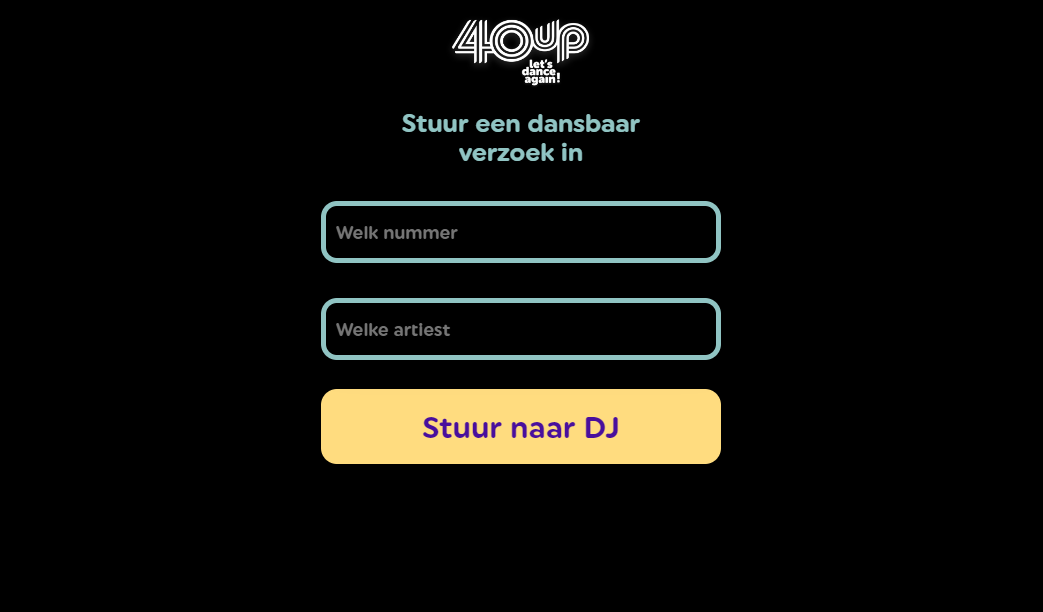 40up
let's
dance
again!
Stuur een dansbaar
verzoek in
Welk nummer
Welke artiest
Stuur naar DJ